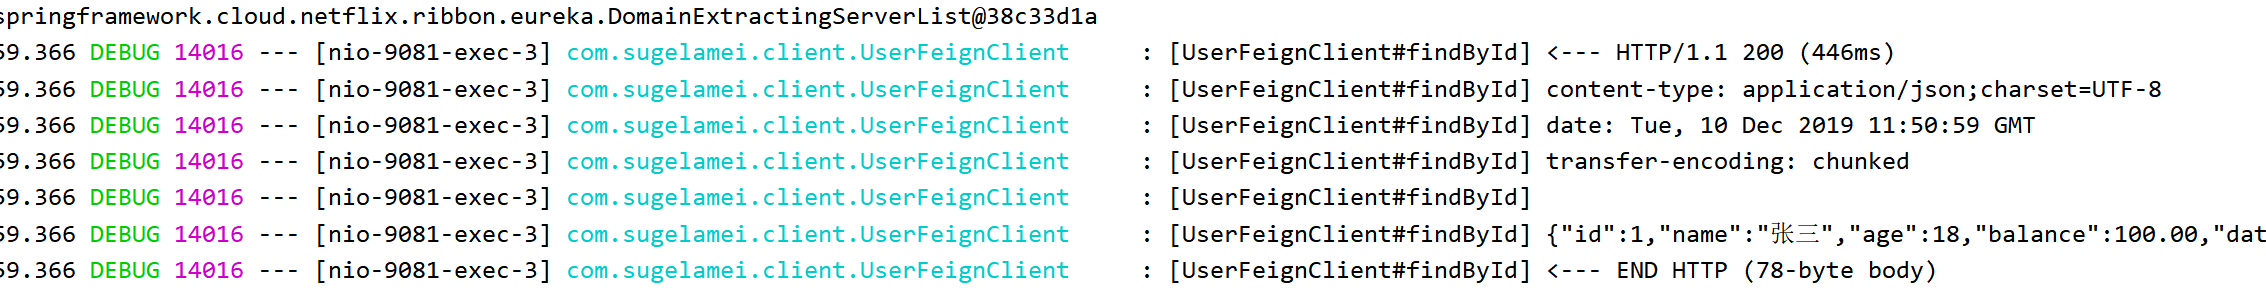 springframework.cloud.netflix.ribbon.eureka.DomainExtractingServerList@38c33d1a
59.366 DEBUG 14016 --- [nio-9081-exec-3] com.sugelamei.client.UserFeignClient : [UserFeignClient#findById] <--- HTTP/1.1 200 (446ms)
59.366 DEBUG 14016 --- [nio-9081-exec-3] com.sugelamei.client.UserFeignClient : [UserFeignClient#findById] content-type: application/json;charset=UTF-8
59.366 DEBUG 14016 --- [nio-9081-exec-3] com.sugelamei.client.UserFeignClient : [UserFeignClient#findById] date: Tue, 10 Dec 2019 11:50:59 GMT
59.366 DEBUG 14016 --- [nio-9081-exec-3] com.sugelamei.client.UserFeignClient : [UserFeignClient#findById] transfer-encoding: chunked
59.366 DEBUG 14016 --- [nio-9081-exec-3] com.sugelamei.client.UserFeignClient : [UserFeignClient#findById]
59.366 DEBUG 14016 --- [nio-9081-exec-3] com.sugelamei.client.UserFeignClient : [UserFeignClient#findById] {"id":1,"name":"张三","age":18,"balance":100.00,"dat
59.366 DEBUG 14016 --- [nio-9081-exec-3] com.sugelamei.client.UserFeignClient : [UserFeignClient#findById] <--- END HTTP (78-byte body)